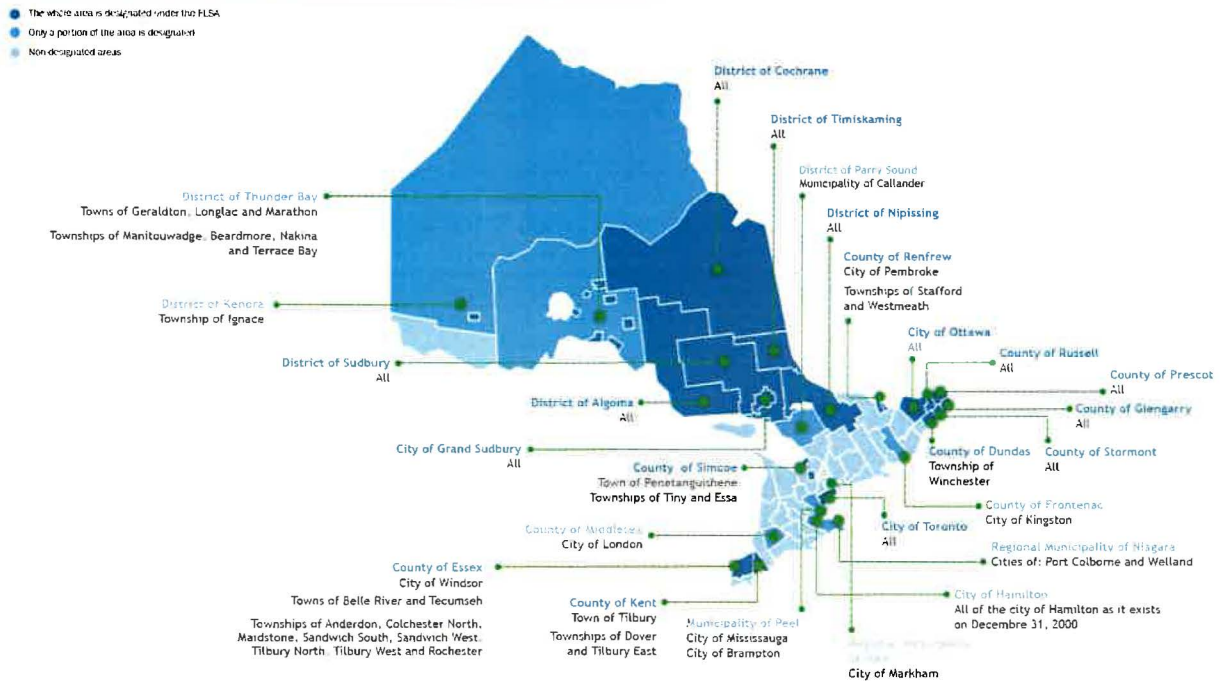 The whole area is designated under the FLSA
Only a portion of the area is designated
Non-designated areas
District of Cochrane
All
District of Timiskaming
All
District of Parry Sound
Municipality of Callander
District of Nipissing
All
County of Renfrew
City of Pembroke
Townships of Stafford
and Westmeath
City of Ottawa
All
County of Russell
All
County of Prescot
All
County of Glengarry
All
County of Stormont
All
County of Dundas
Township of
Winchester
County of Frontenac
City of Kingston
City of Toronto
All
Regional Municipality of Niagara
Cities of: Port Colborne and Welland
City of Hamilton
All of the city of Hamilton as it exists
on Decembre 31, 2000
City of Markham
Municipality of Peel
City of Mississauga
City of Brampton
County of Kent
Town of Tilbury
Townships of Dover
and Tilbury East
County of Essex
City of Windsor
Towns of Belle River and Tecumseh
Townships of Anderdon, Colchester North,
Maidstone, Sandwich South, Sandwich West,
Tilbury North, Tilbury West and Rochester
County of Middlesex
City of London
County of Simcoe
Town of Penetanguishene
Townships of Tiny and Essa
City of Grand Sudbury
All
District of Algoma
All
District of Sudbury
All
District of Kenora
Township of Ignace
District of Thunder Bay
Towns of Geraldton, Longlac and Marathon
Townships of Manitouwadge, Beardmore, Nakina
and Terrace Bay